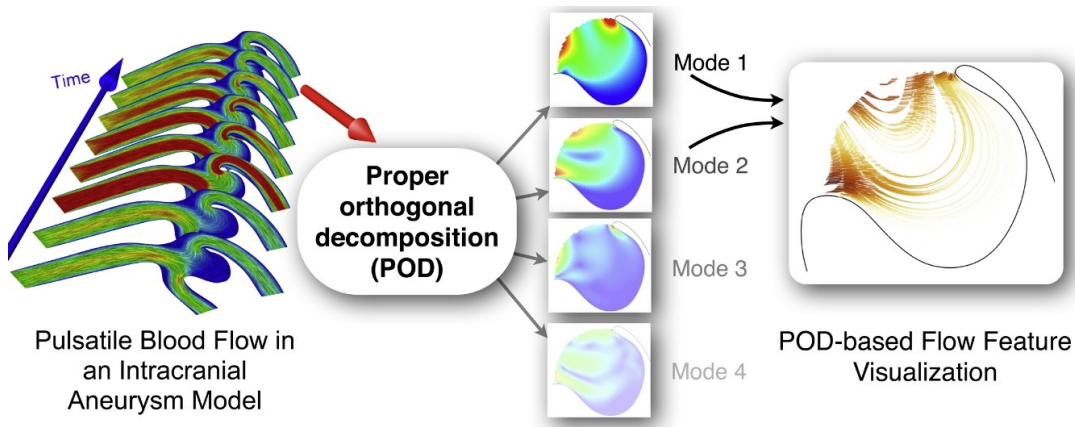 Time
Pulsatile Blood Flow in
an Intracranial
Aneurysm Model
Proper
orthogonal
decomposition
(POD)
Mode 1
Mode 2
Mode 3
Mode 4
POD-based Flow Feature
Visualization